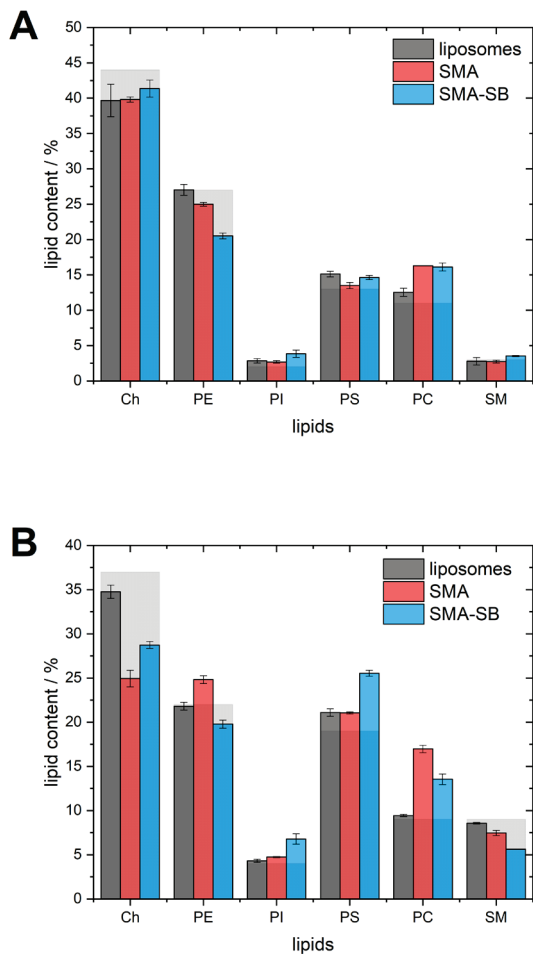 A
50
45
40
35
30
25
20
15
10
5
0
lipid content / %
liposomes
SMA
SMA-SB
Ch PE PI PS PC SM
lipids
B
40
35
30
25
20
15
10
5
0
lipid content / %
liposomes
SMA
SMA-SB
Ch PE PI PS PC SM
lipids